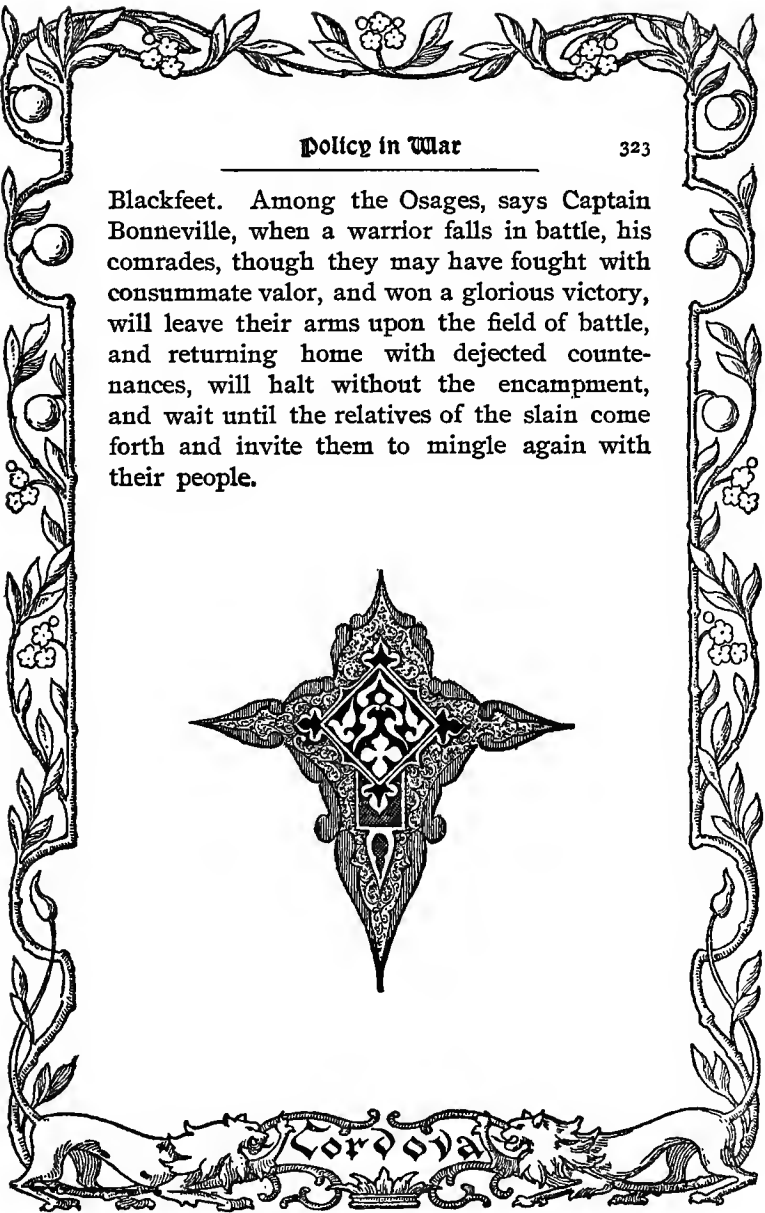 Policy in War 323
Blackfeet. Among the Osages, says Captain
Bonneville, when a warrior falls in battle, his
comrades, though they may have fought with
consummate valor, and won a glorious victory,
will leave their arms upon the field of battle,
and returning home with dejected counte-
nances, will halt without the encampment,
and wait until the relatives of the slain come
forth and invite them to mingle again with
their people.
Cordova